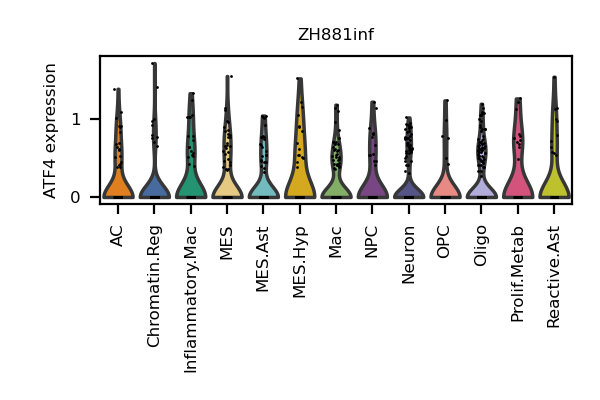 ZH881inf
ATF4 expression
1
0
AC
Chromatin.Reg
Inflammatory.Mac
MES
MES.Ast
MES.Hyp
Mac
NPC
Neuron
OPC
Oligo
Prolif.Metab
Reactive.Ast